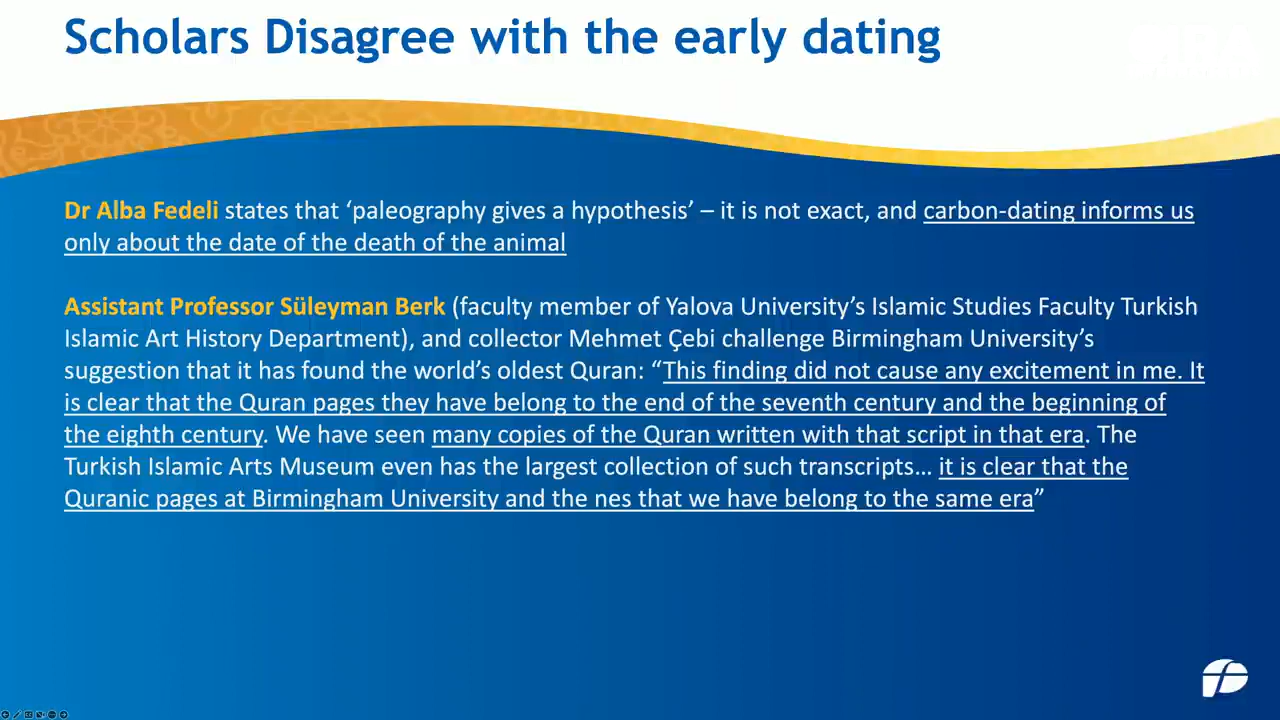 Scholars Disagree with the early dating
Dr Alba Fedeli states that ‘paleography gives a hypothesis’ – it is not exact, and carbon-dating informs us
only about the date of the death of the animal
Assistant Professor Süleyman Berk (faculty member of Yalova University’s Islamic Studies Faculty Turkish
Islamic Art History Department), and collector Mehmet Çebi challenge Birmingham University’s
suggestion that it has found the world’s oldest Quran: “This finding did not cause any excitement in me. It
is clear that the Quran pages they have belong to the end of the seventh century and the beginning of
the eighth century. We have seen many copies of the Quran written with that script in that era. The
Turkish Islamic Arts Museum even has the largest collection of such transcripts… it is clear that the
Quranic pages at Birmingham University and the nes that we have belong to the same era”